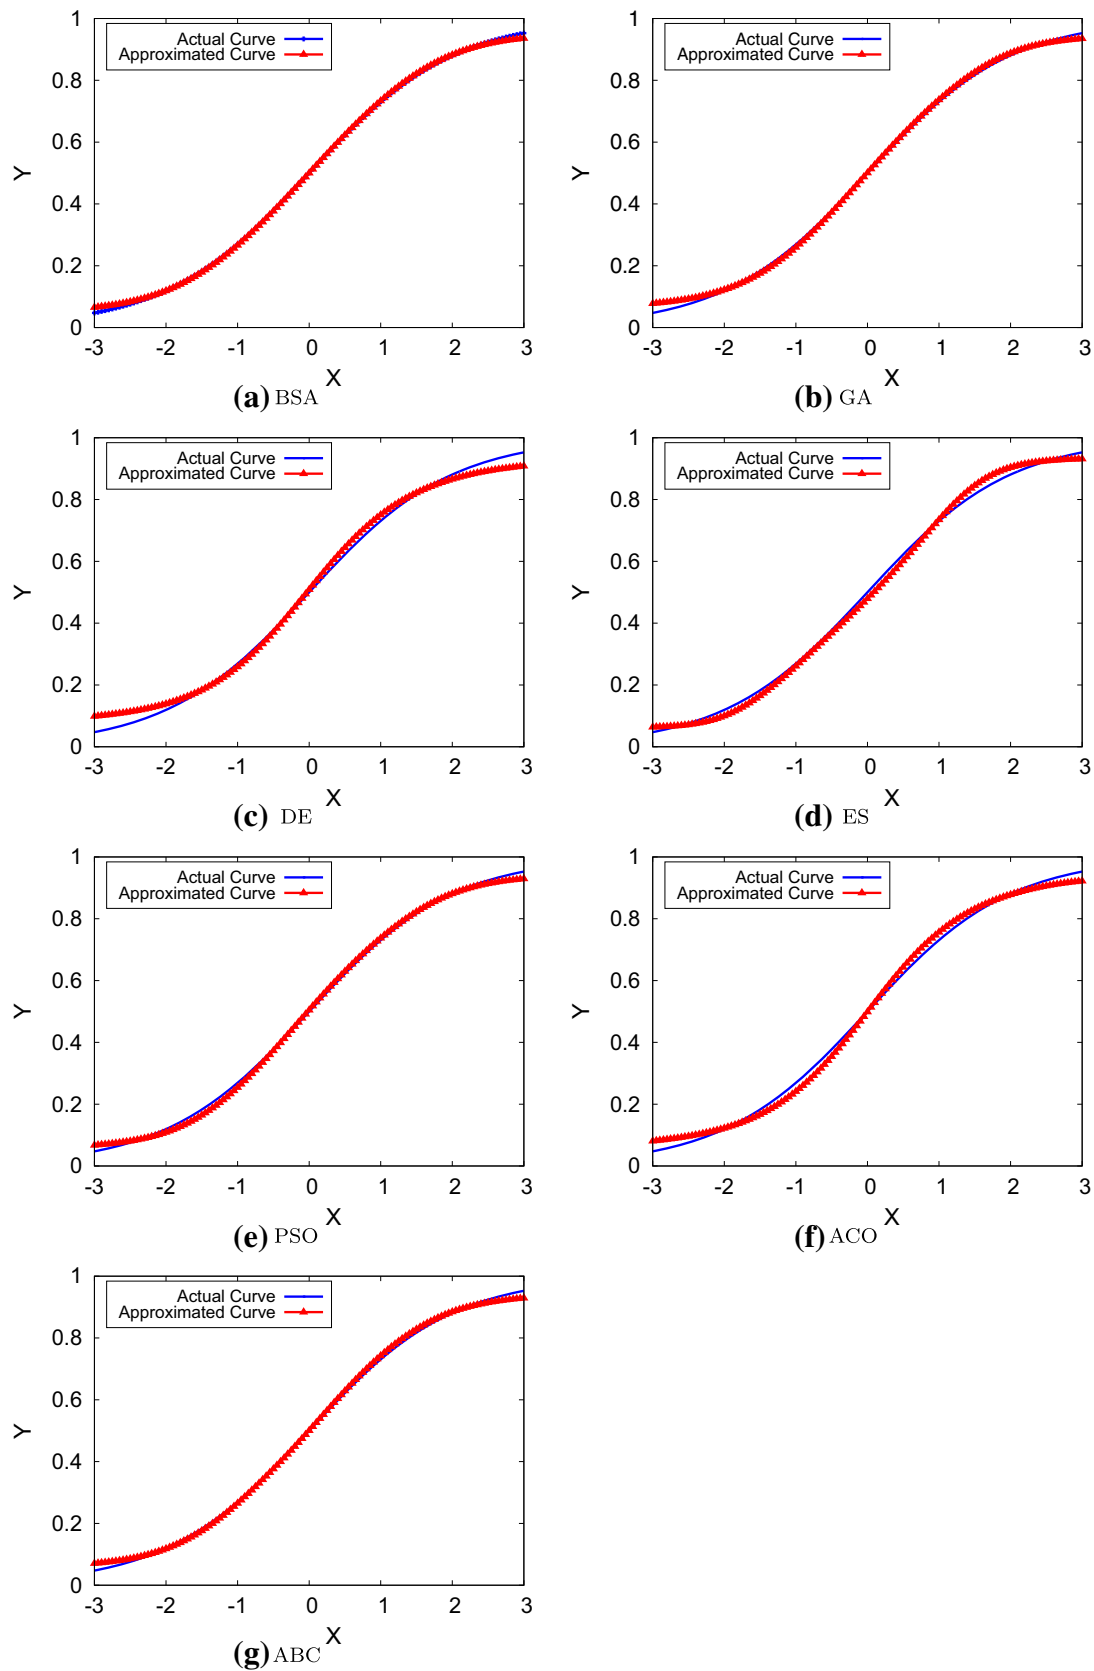 1
0.8
0.6
0.4
0.2
0
Y
Actual Curve
Approximated Curve
-3 -2 -1 0 1 2 3
X
(a) BSA
1
0.8
0.6
0.4
0.2
0
Y
Actual Curve
Approximated Curve
-3 -2 -1 0 1 2 3
X
(b) GA
1
0.8
0.6
0.4
0.2
0
Y
Actual Curve
Approximated Curve
-3 -2 -1 0 1 2 3
X
(c) DE
1
0.8
0.6
0.4
0.2
0
Y
Actual Curve
Approximated Curve
-3 -2 -1 0 1 2 3
X
(d) ES
1
0.8
0.6
0.4
0.2
0
Y
Actual Curve
Approximated Curve
-3 -2 -1 0 1 2 3
X
(e) PSO
1
0.8
0.6
0.4
0.2
0
Y
Actual Curve
Approximated Curve
-3 -2 -1 0 1 2 3
X
(f) ACO
1
0.8
0.6
0.4
0.2
0
Y
Actual Curve
Approximated Curve
-3 -2 -1 0 1 2 3
X
(g) ABC